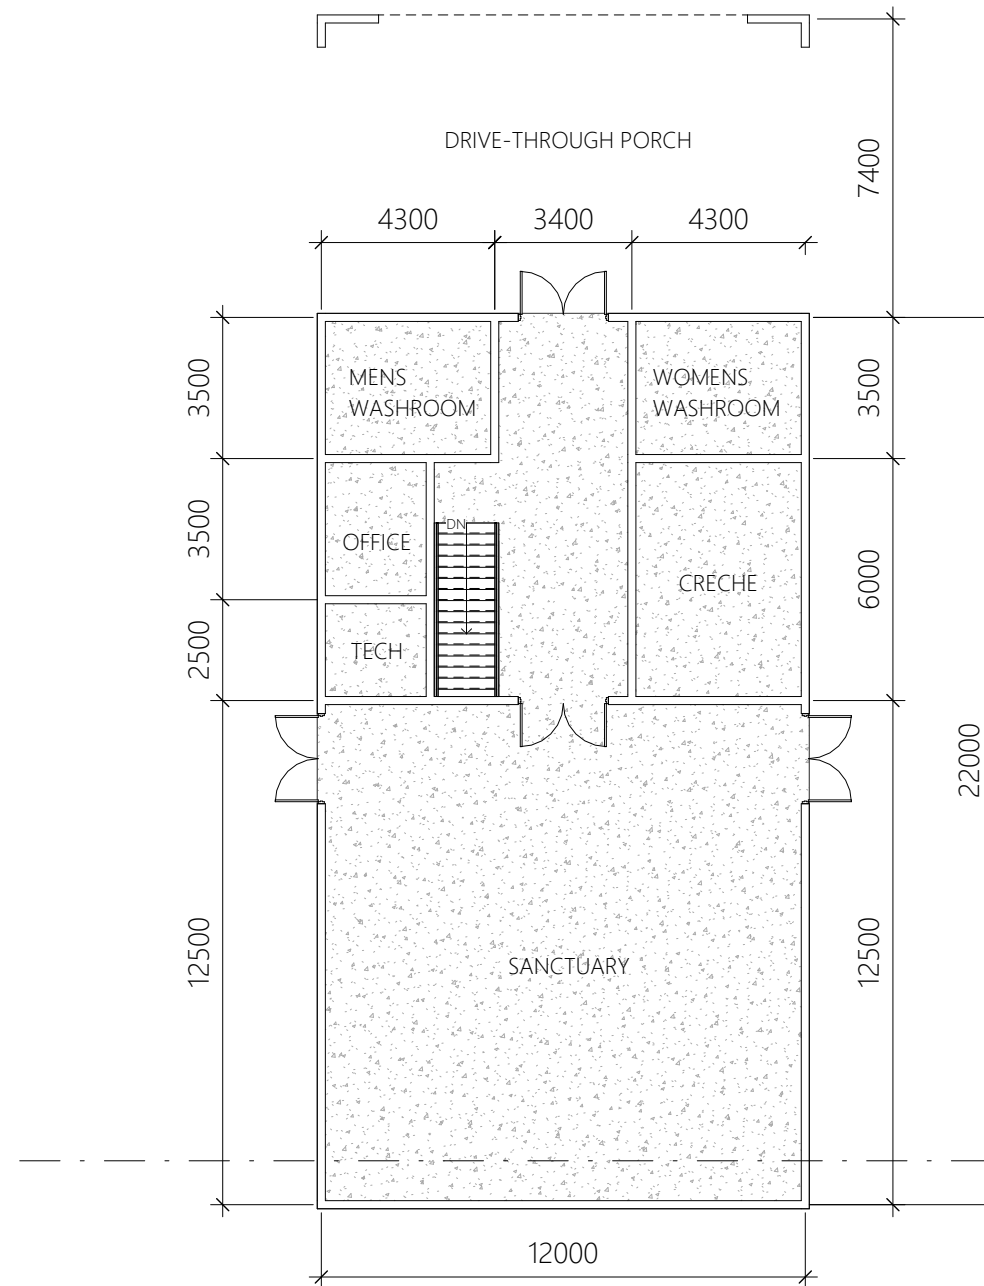 DRIVE-THROUGH PORCH
7400
4300
3400
4300
3500
MENS
WASHROOM
WOMENS
WASHROOM
3500
3500
DN
OFFICE
CRECHE
6000
2500
TECH
22000
12500
SANCTUARY
12500
12000